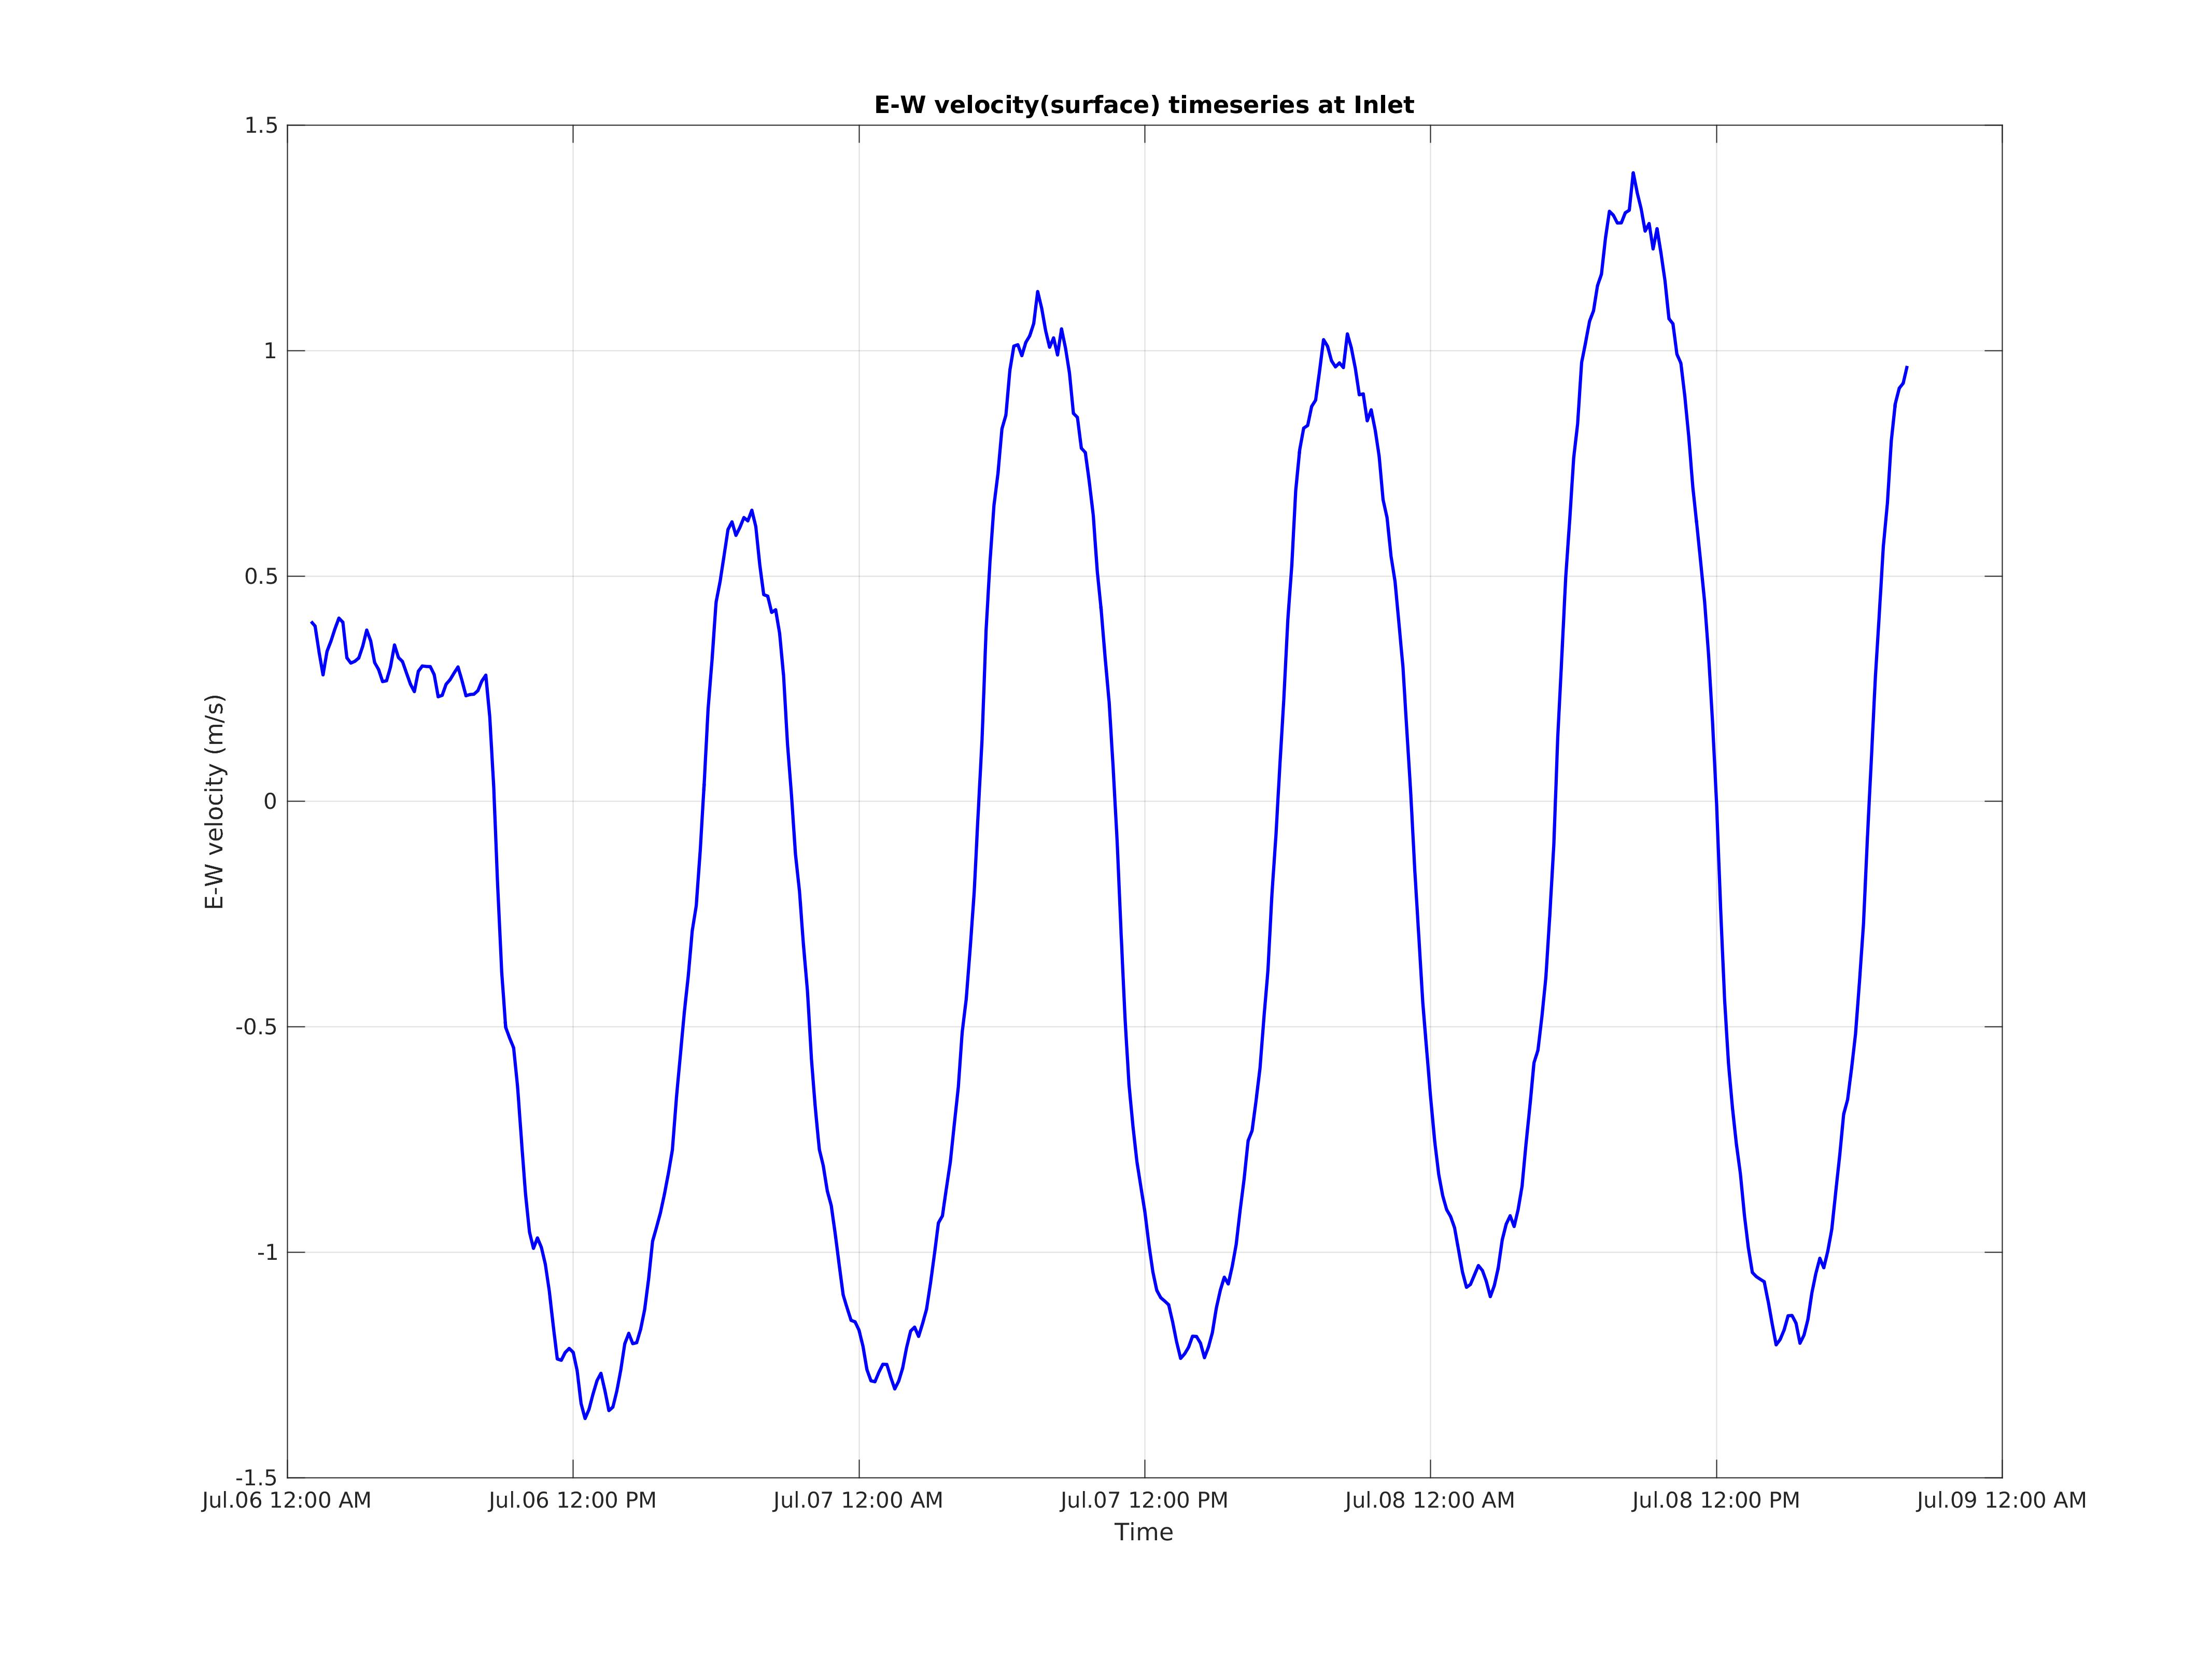 E-W velocity(surface) timeseries at Inlet
1.5
1
0.5
0
-0.5
-1
-1.5
E-W velocity (m/s)
Jul.06 12:00 AM
Jul.06 12:00 PM
Jul.07 12:00 AM
Jul.07 12:00 PM
Jul.08 12:00 AM
Jul.08 12:00 PM
Jul.09 12:00 AM
Time